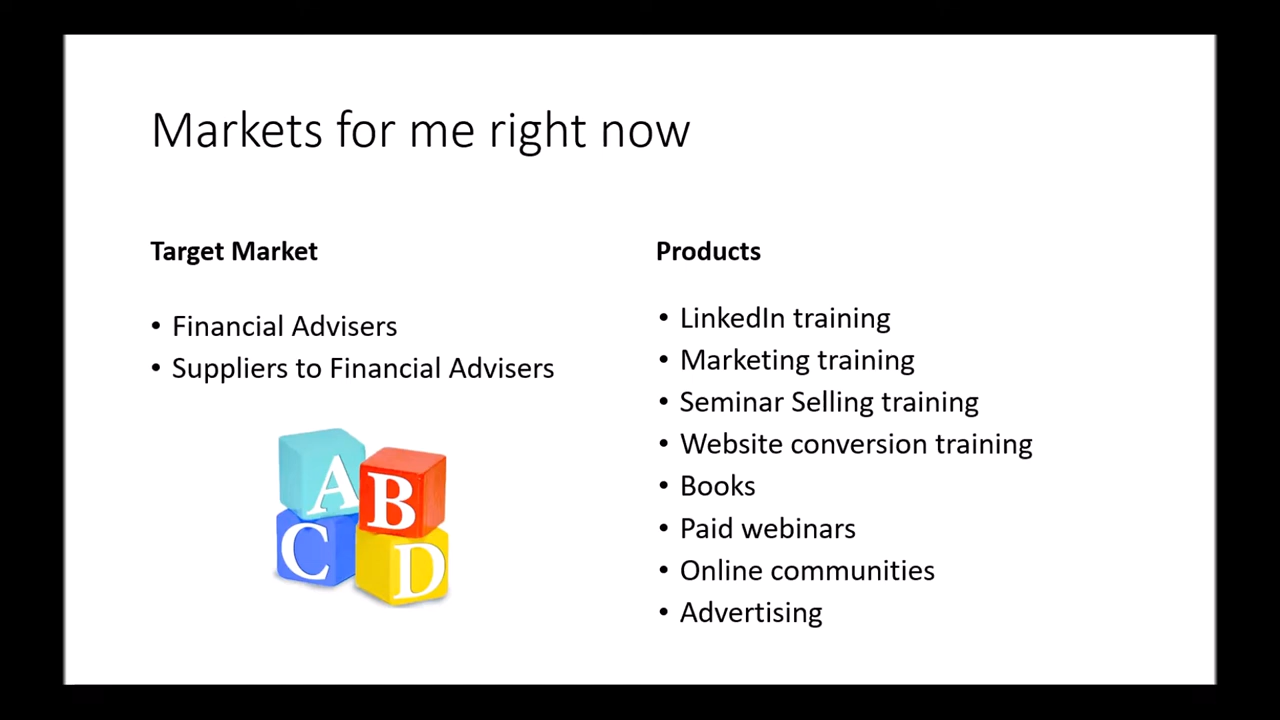 Markets for me right now
Target Market
• Financial Advisers
• Suppliers to Financial Advisers
A
B
C
D
Products
• LinkedIn training
• Marketing training
• Seminar Selling training
• Website conversion training
• Books
• Paid webinars
• Online communities
• Advertising